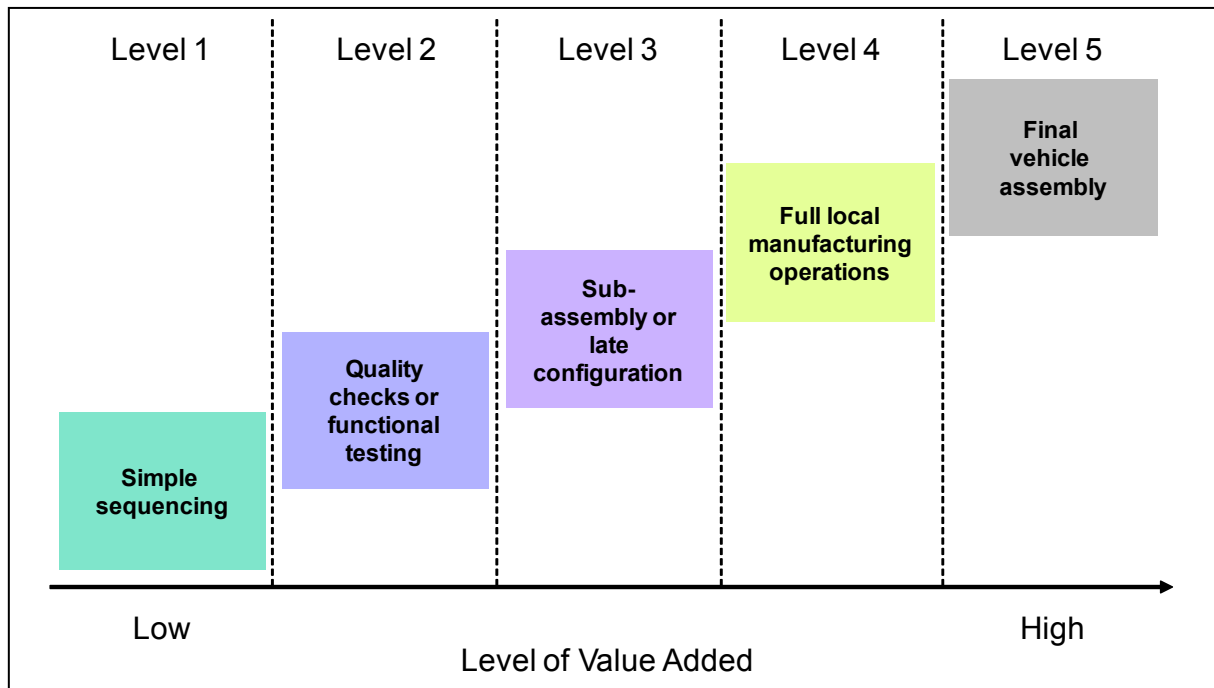 Level 1
Level 2
Level 3
Level 4
Level 5
Simple
sequencing
Quality
checks or
functional
testing
Sub-
assembly or
late
configuration
Full local
manufacturing
operations
Final
vehicle
assembly
Low
High
Level of Value Added